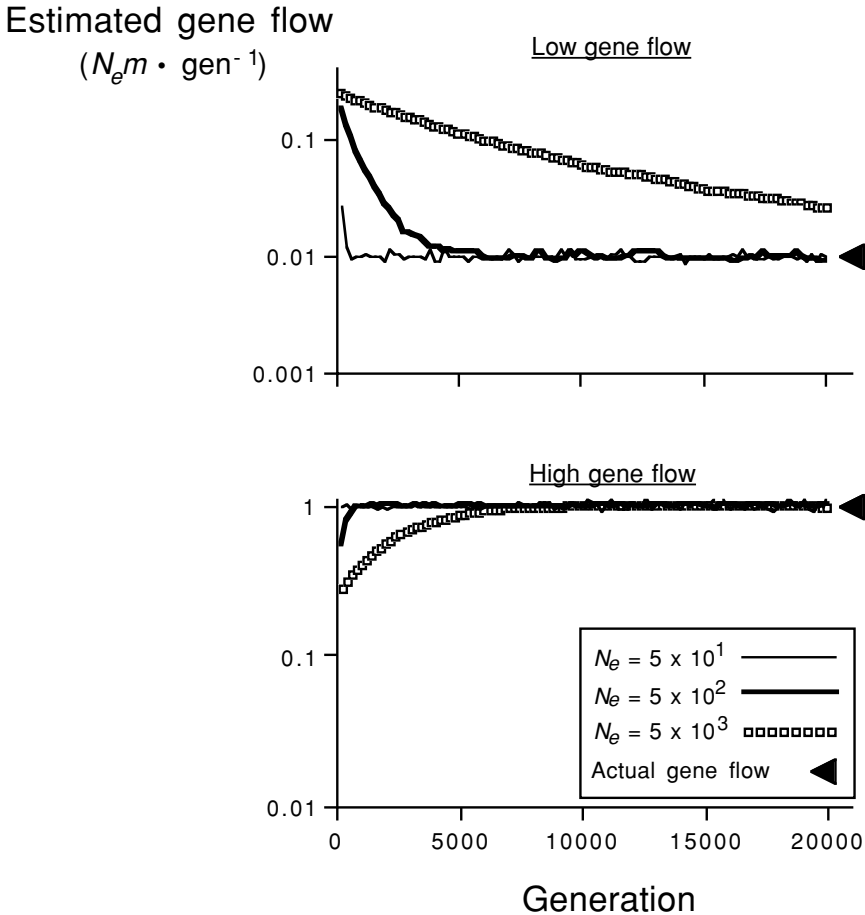 Estimated gene flow
(Nₑm • gen⁻¹)
Low gene flow
0.1
0.01
0.001
High gene flow
1
0.1
0.01
Nₑ = 5 x 10¹
Nₑ = 5 x 10²
Nₑ = 5 x 10³
Actual gene flow
0 5000 10000 15000 20000
Generation